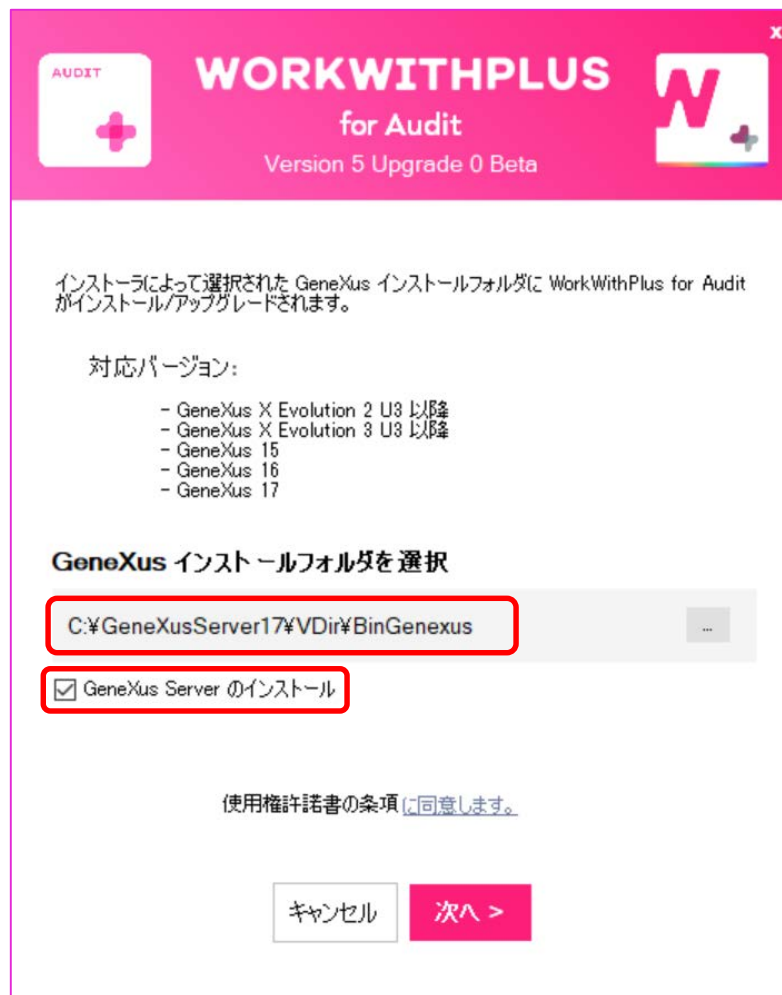 x
AUDIT
WORKWITHPLUS
for Audit
Version 5 Upgrade 0 Beta
インストーラによって選択された GeneXus インストールフォルダに WorkWithPlus for Audit
がインストール/アップグレードされます。
対応バージョン:
- GeneXus X Evolution 2 U3 以降
- GeneXus X Evolution 3 U3 以降
- GeneXus 15
- GeneXus 16
- GeneXus 17
GeneXus インストールフォルダを選択
C:¥GeneXusServer17¥VDir¥BinGenexus
...
GeneXus Server のインストール
使用権許諾書の条項に同意します。
キャンセル
次へ >